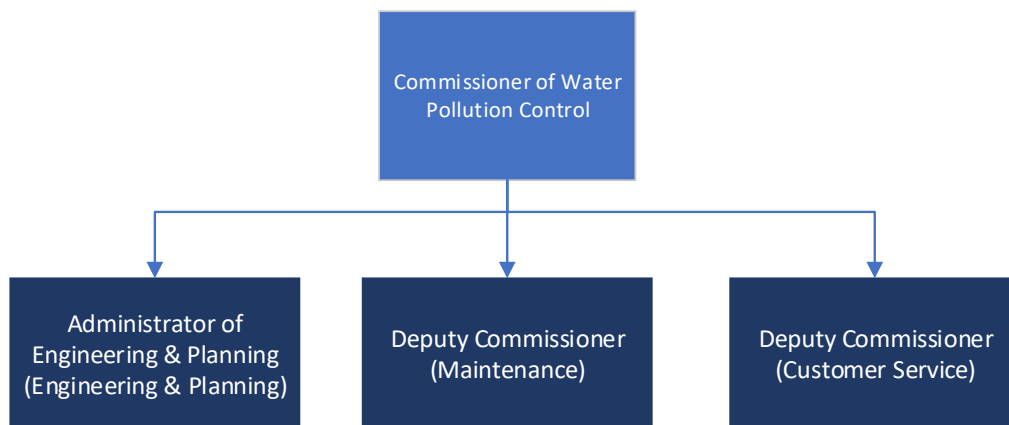 Commissioner of Water
Pollution Control
Administrator of
Engineering & Planning
(Engineering & Planning)
Deputy Commissioner
(Maintenance)
Deputy Commissioner
(Customer Service)